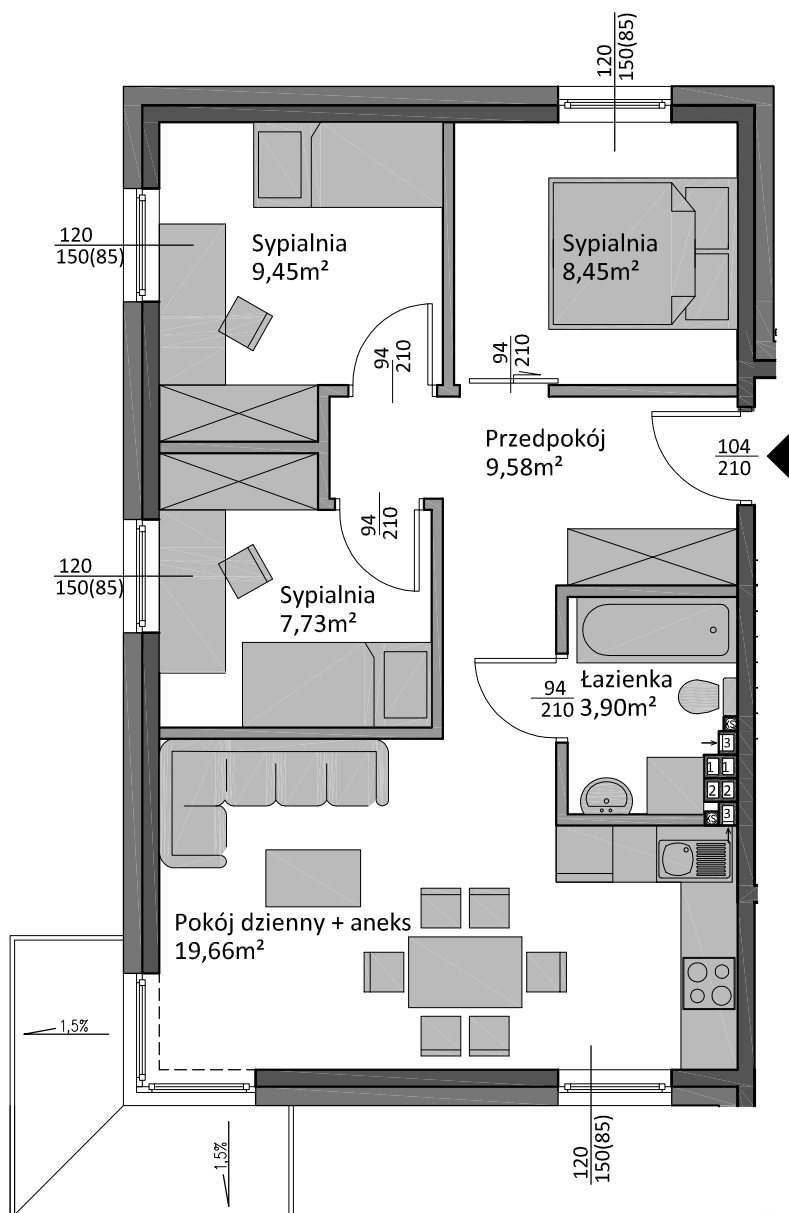 120
150(85)
120
150(85)
Sypialnia
9,45m²
Sypialnia
8,45m²
94
210
94
210
Przedpokój
9,58m²
104
210
94
210
120
150(85)
Sypialnia
7,73m²
Łazienka
3,90m²
94
210
KS
3
1 1
2 2
KS 3
Pokój dzienny + aneks
19,66m²
1,5%
1,5%
120
150(85)